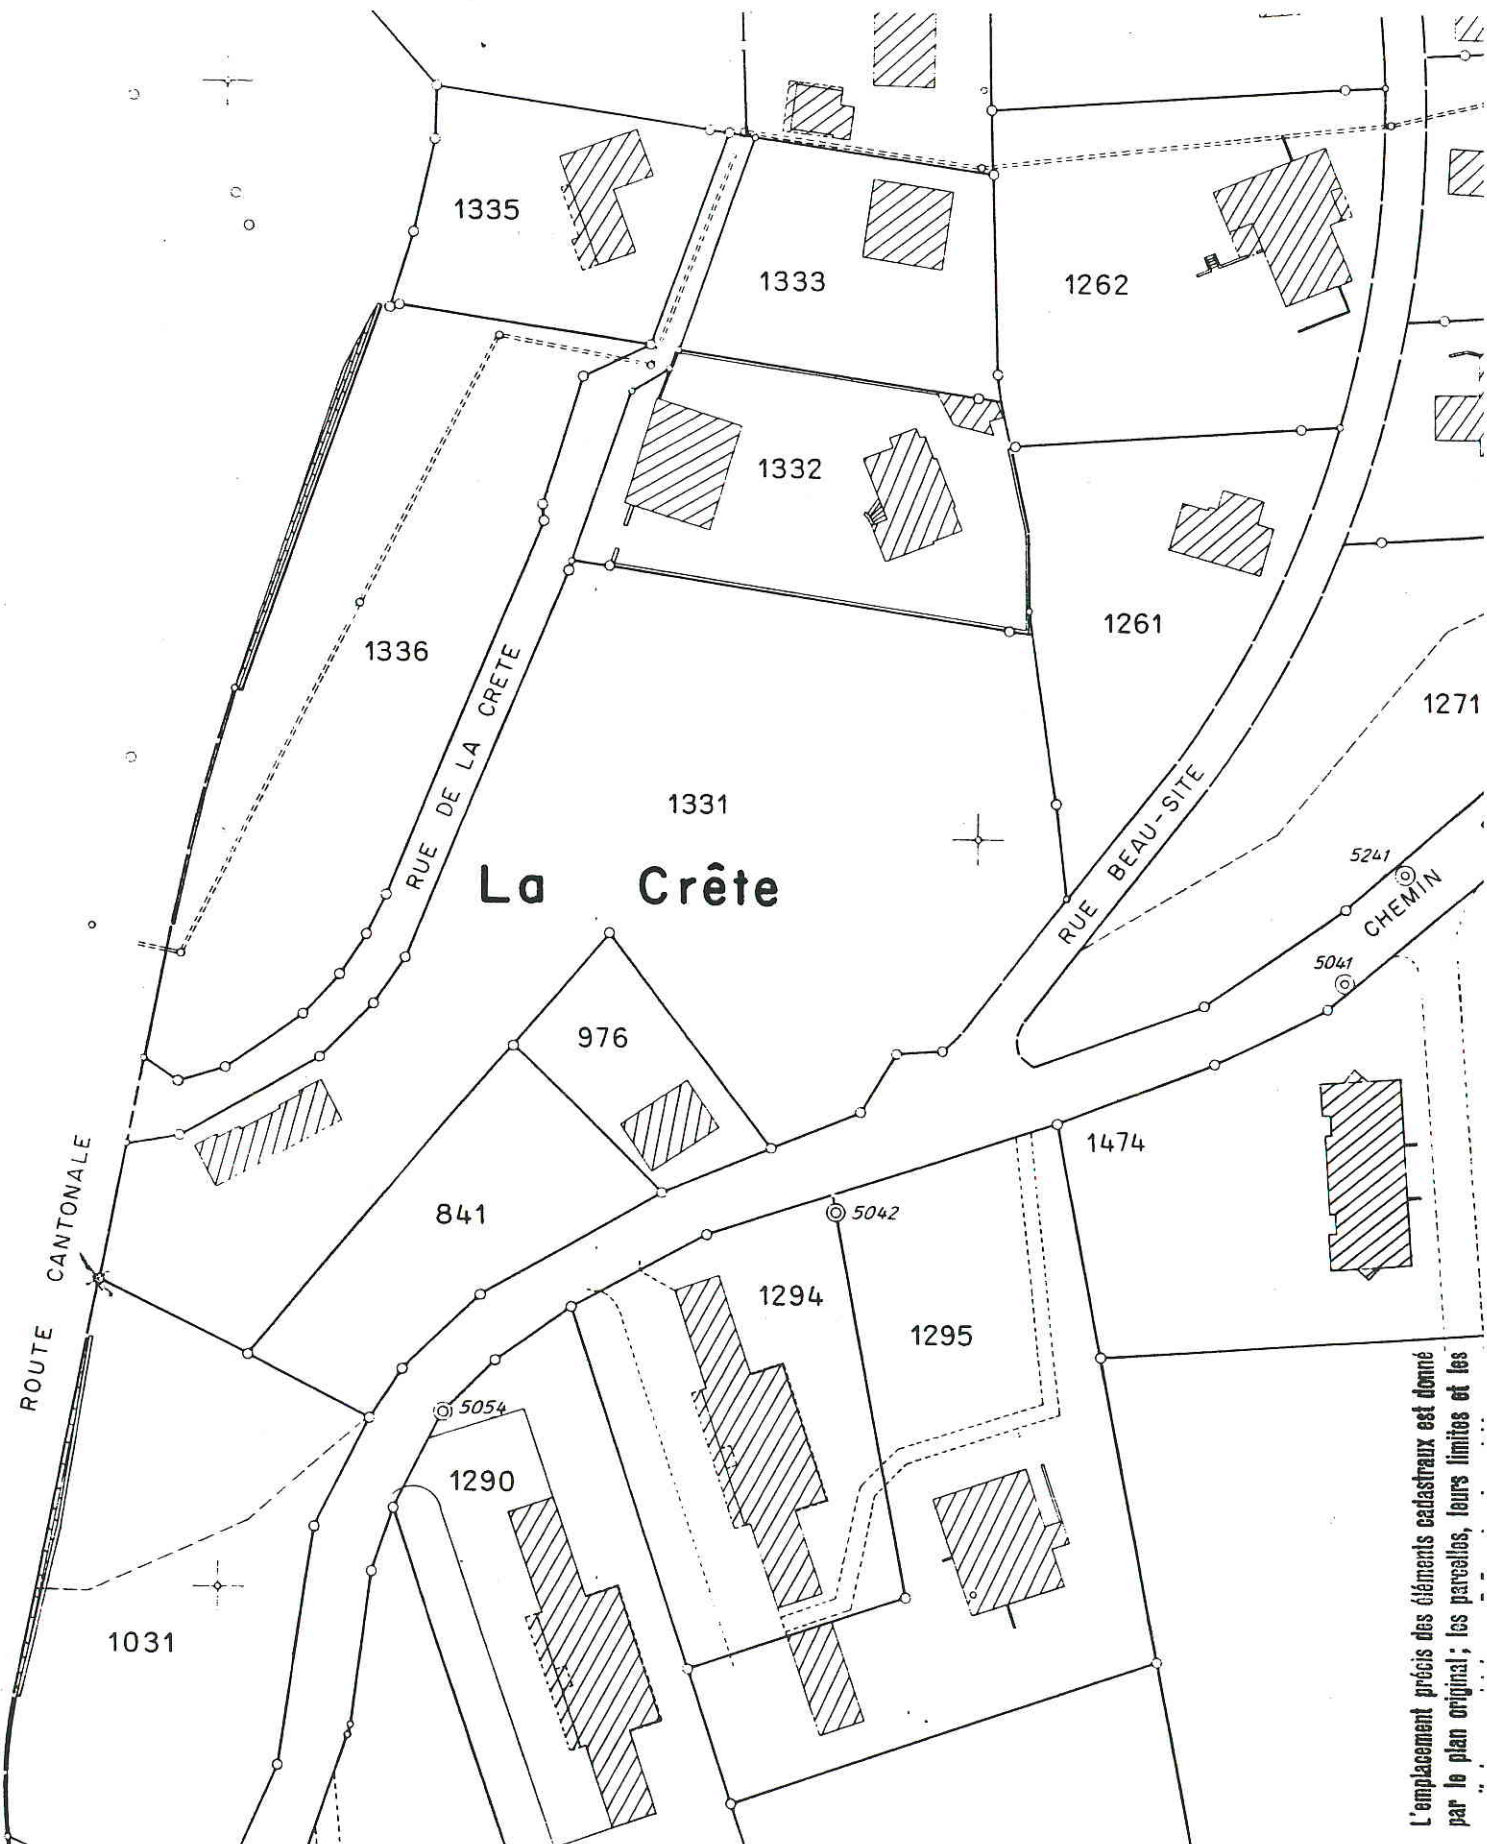 1335
1333
1262
1332
1336
1261
RUE DE LA CRETE
1271
1331
RUE BEAU-SITE
La Crête
5241
CHEMIN
5041
976
ROUTE CANTONALE
841
5042
1474
1294
1295
5054
1290
1031
L'emplacement précis des éléments cadastraux est donné
par le plan original; les parcelles, leurs limites et les